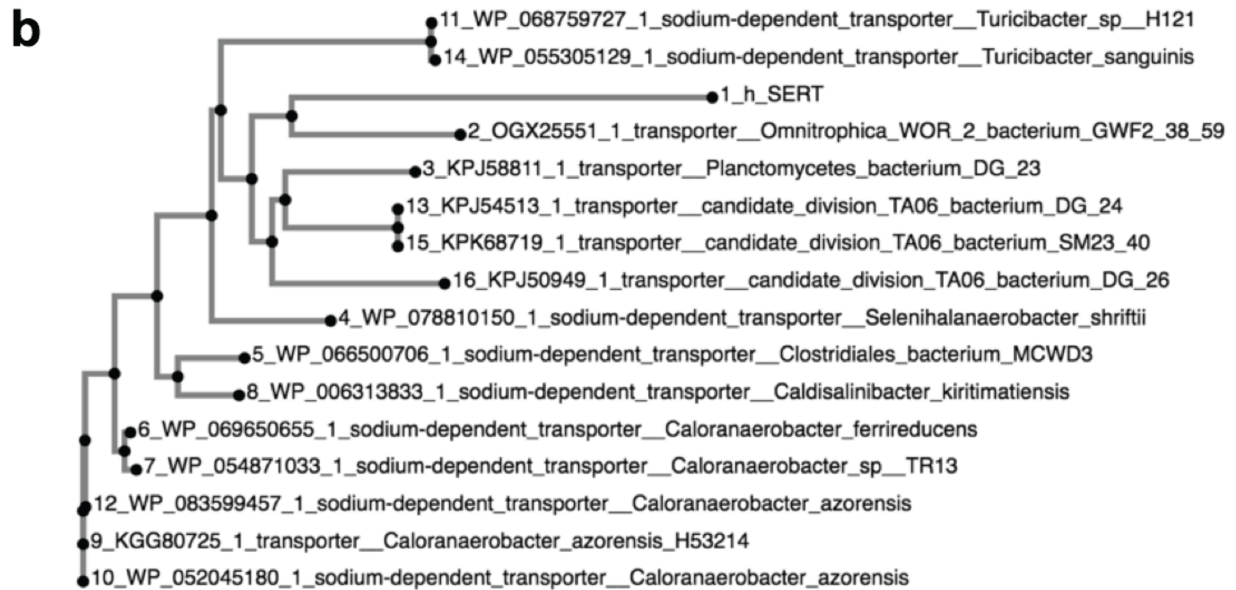 b
11_WP_068759727_1_sodium-dependent_transporter__Turicibacter_sp__H121
14_WP_055305129_1_sodium-dependent_transporter__Turicibacter_sanguinis
1_h_SERT
2_OGX25551_1_transporter__Omnitrophica_WOR_2_bacterium_GWF2_38_59
3_KPJ58811_1_transporter__Planctomycetes_bacterium_DG_23
13_KPJ54513_1_transporter__candidate_division_TA06_bacterium_DG_24
15_KPK68719_1_transporter__candidate_division_TA06_bacterium_SM23_40
16_KPJ50949_1_transporter__candidate_division_TA06_bacterium_DG_26
4_WP_078810150_1_sodium-dependent_transporter__Selenihalanaerobacter_shriftii
5_WP_066500706_1_sodium-dependent_transporter__Clostridiales_bacterium_MCWD3
8_WP_006313833_1_sodium-dependent_transporter__Caldisalinibacter_kiritimatiensis
6_WP_069650655_1_sodium-dependent_transporter__Caloranaerobacter_ferrireducens
7_WP_054871033_1_sodium-dependent_transporter__Caloranaerobacter_sp__TR13
12_WP_083599457_1_sodium-dependent_transporter__Caloranaerobacter_azorensis
9_KGG80725_1_transporter__Caloranaerobacter_azorensis_H53214
10_WP_052045180_1_sodium-dependent_transporter__Caloranaerobacter_azorensis